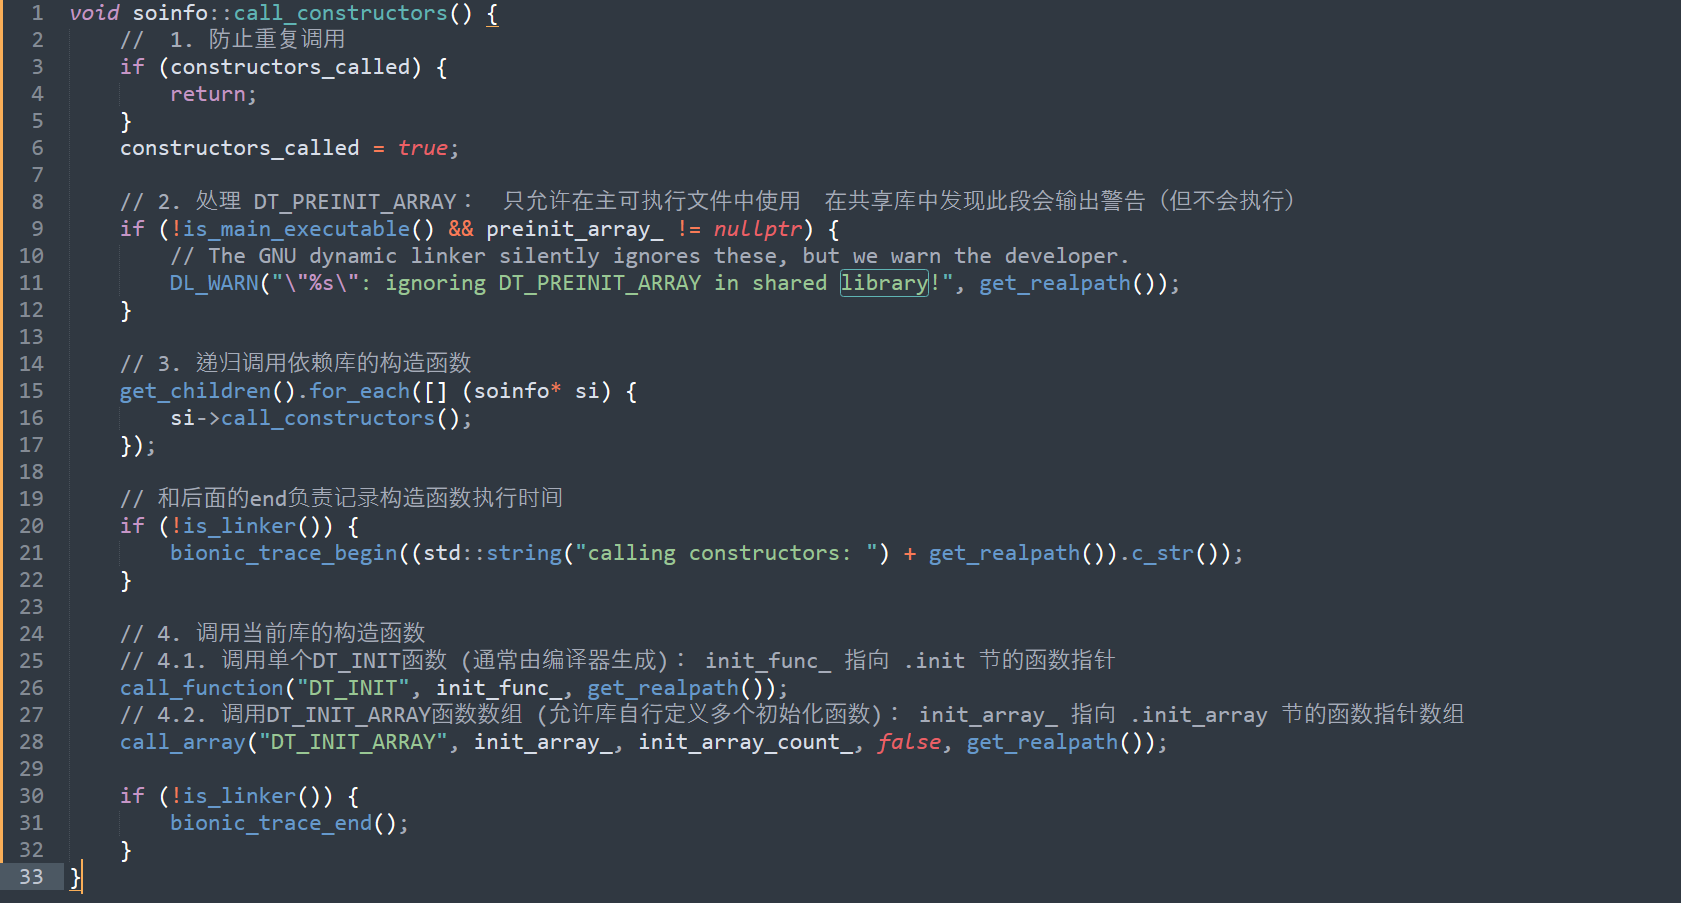 1 void soinfo::call_constructors() {
2 //  1. 防止重复调用
3 if (constructors_called) {
4 return;
5 }
6 constructors_called = true;
7
8 // 2. 处理 DT_PREINIT_ARRAY： 只允许在主可执行文件中使用  在共享库中发现此段会输出警告（但不会执行）
9 if (!is_main_executable() && preinit_array_ != nullptr) {
10 // The GNU dynamic linker silently ignores these, but we warn the developer.
11 DL_WARN("\"%s\": ignoring DT_PREINIT_ARRAY in shared library!", get_realpath());
12 }
13
14 // 3. 递归调用依赖库的构造函数
15 get_children().for_each([] (soinfo* si) {
16 si->call_constructors();
17 });
18
19 // 和后面的end负责记录构造函数执行时间
20 if (!is_linker()) {
21 bionic_trace_begin((std::string("calling constructors: ") + get_realpath()).c_str());
22 }
23
24 // 4. 调用当前库的构造函数
25 // 4.1. 调用单个DT_INIT函数 (通常由编译器生成)： init_func_ 指向 .init 节的函数指针
26 call_function("DT_INIT", init_func_, get_realpath());
27 // 4.2. 调用DT_INIT_ARRAY函数数组 (允许库自行定义多个初始化函数)： init_array_ 指向 .init_array 节的函数指针数组
28 call_array("DT_INIT_ARRAY", init_array_, init_array_count_, false, get_realpath());
29
30 if (!is_linker()) {
31 bionic_trace_end();
32 }
33 }